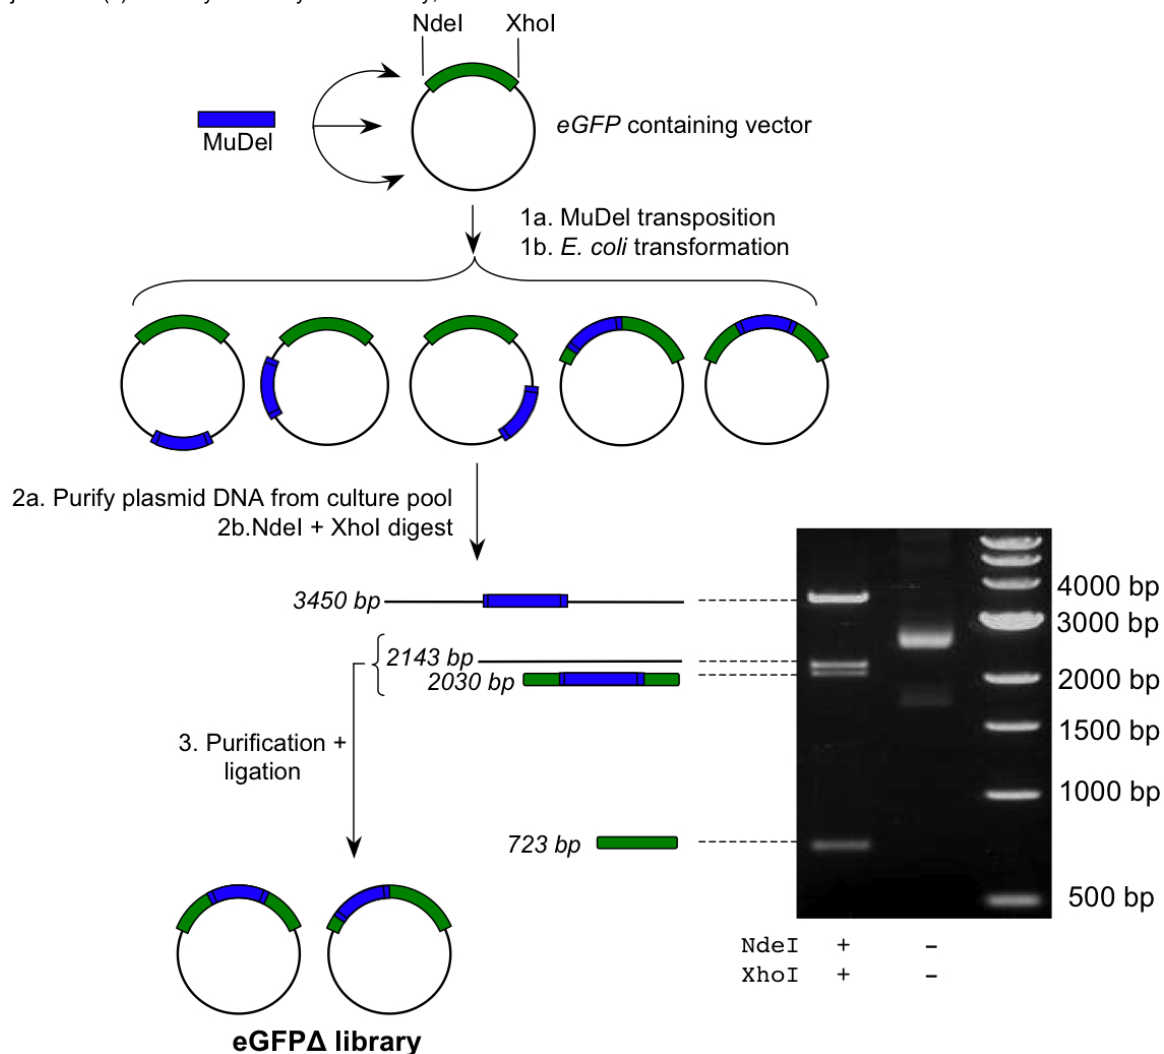 NdeI XhoI
MuDel
eGFP containing vector
1a. MuDel transposition
1b. E. coli transformation
2a. Purify plasmid DNA from culture pool
2b.NdeI + XhoI digest
3450 bp
2143 bp
2030 bp
3. Purification +
ligation
723 bp
4000 bp
3000 bp
2000 bp
1500 bp
1000 bp
500 bp
NdeI + -
XhoI + -
eGFPΔ library